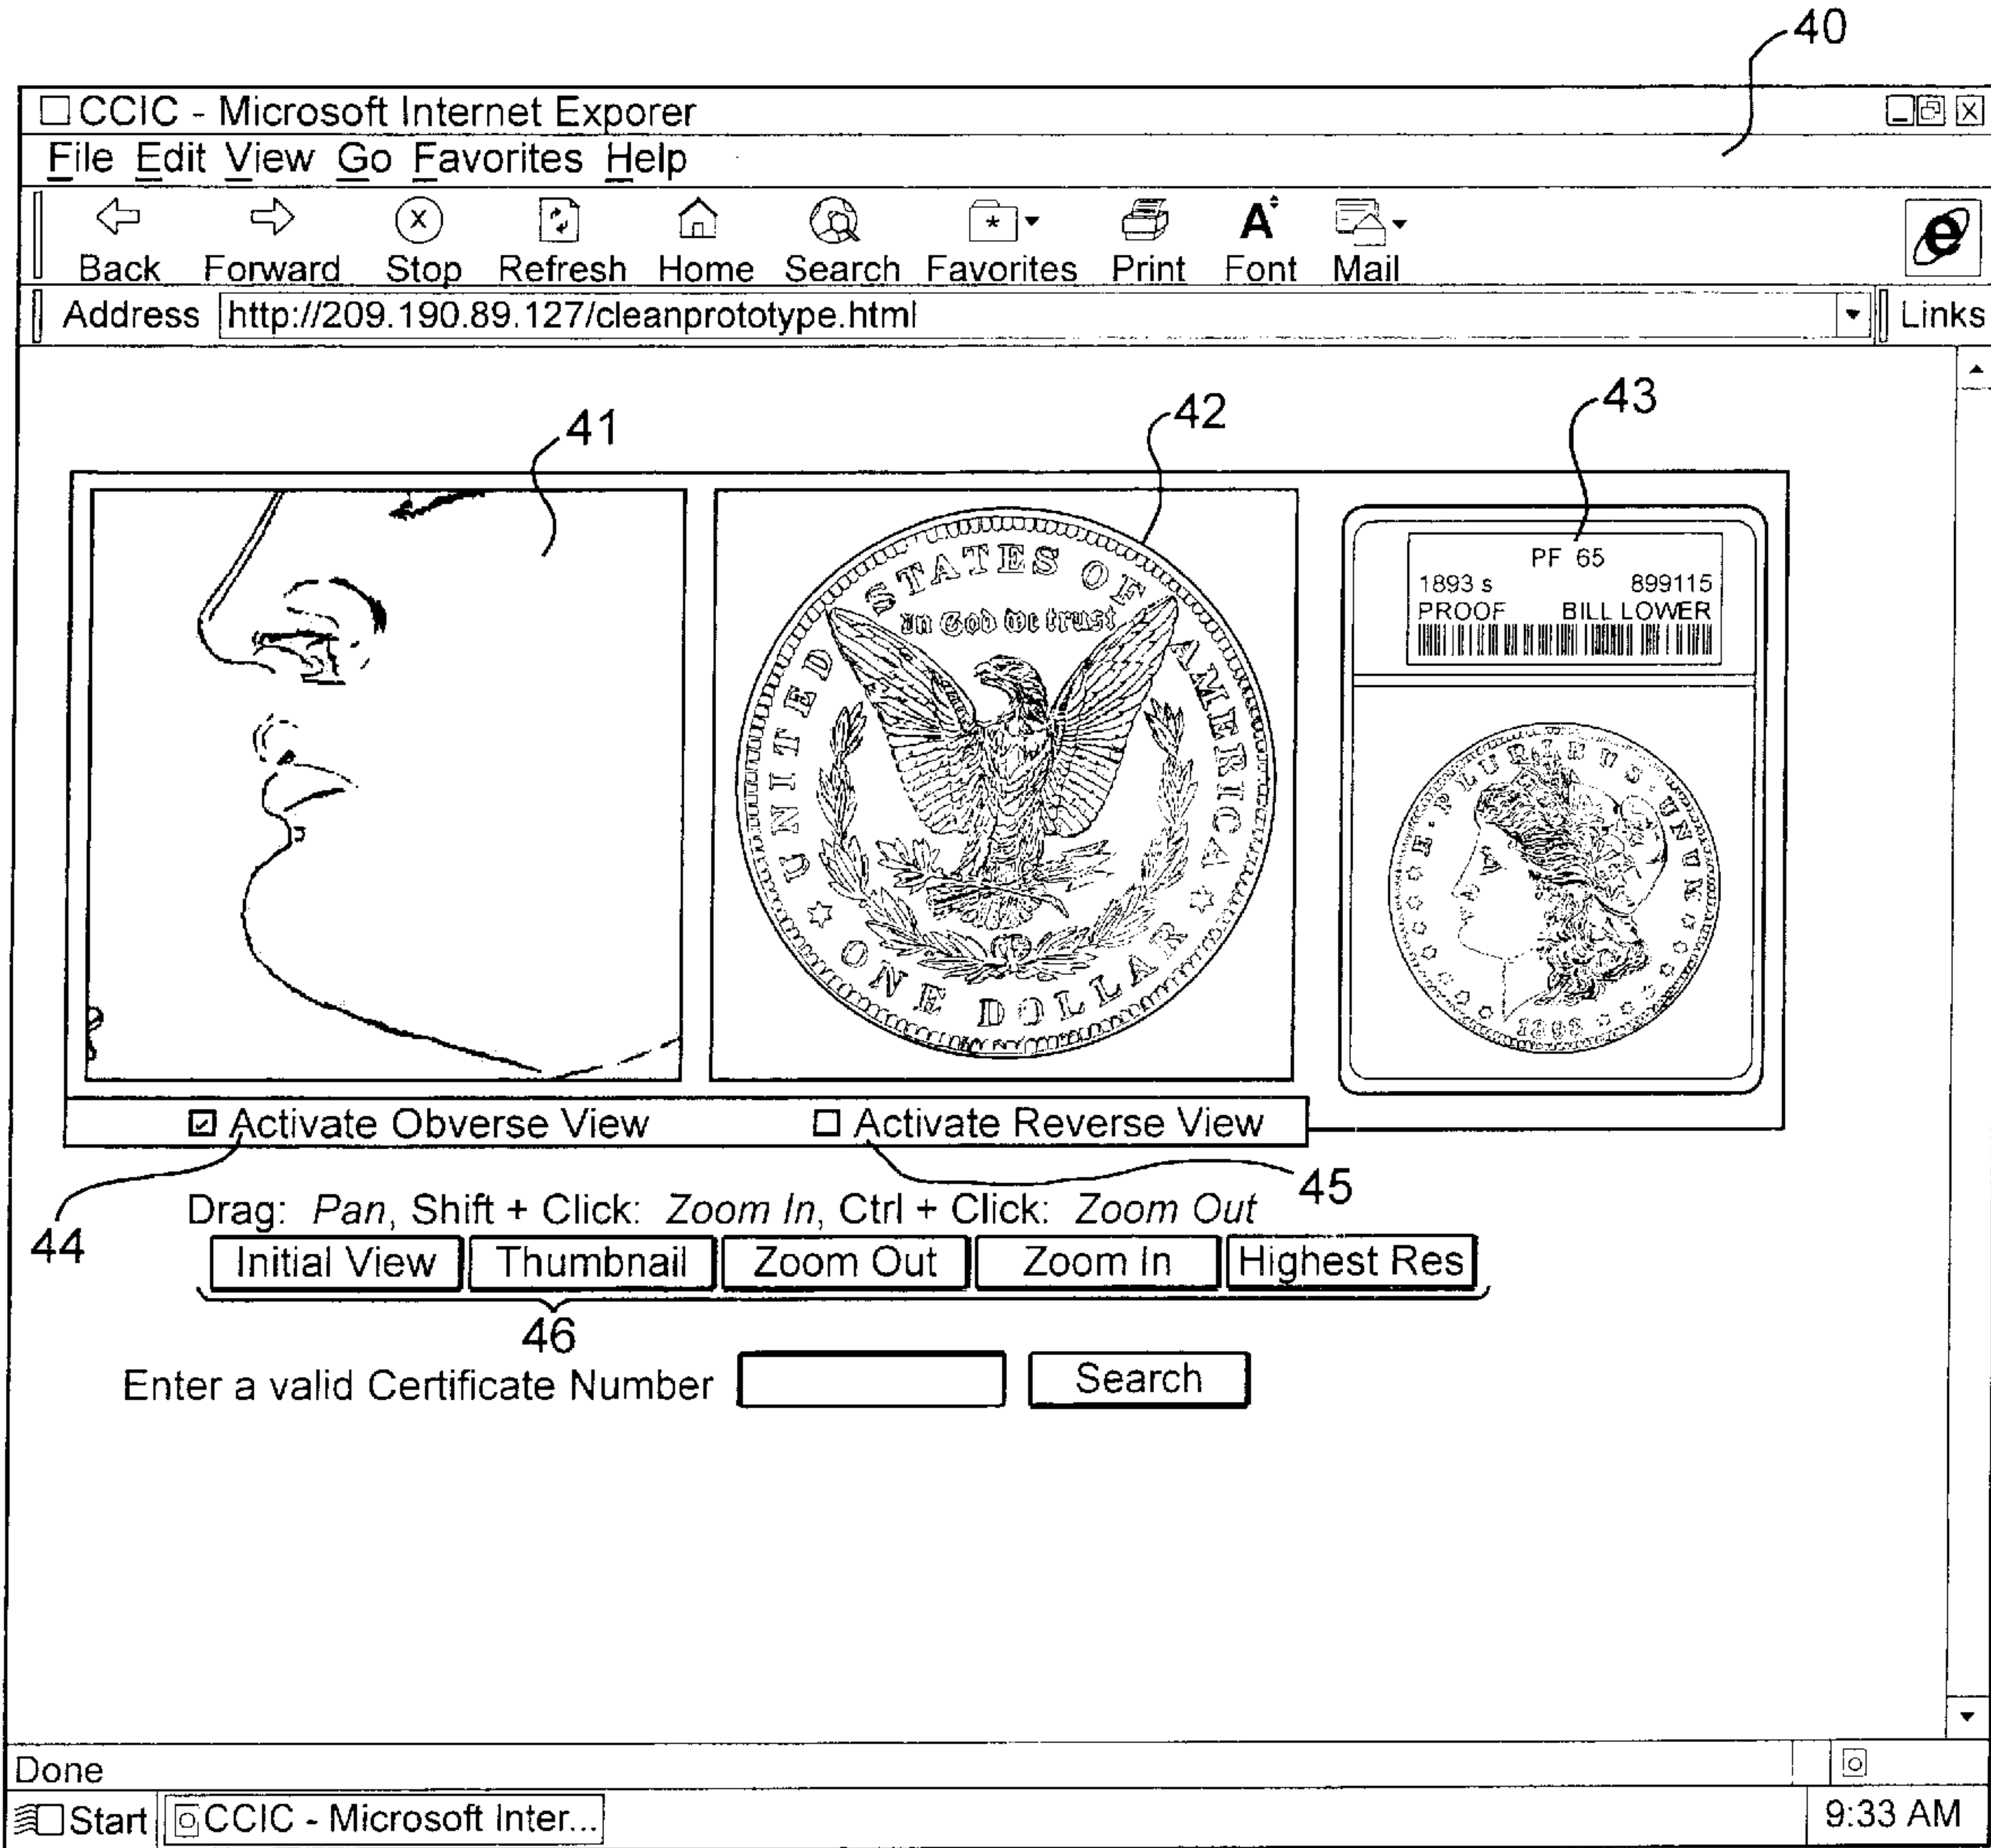 40
CCIC - Microsoft Internet Exporer
File Edit View Go Favorites Help
Back Forward Stop Refresh Home Search Favorites Print Font Mail
Address http://209.190.89.127/cleanprototype.html Links
41 42 43
UNITED STATES OF AMERICA
In God we trust
ONE DOLLAR
PF 65
1893 s 899115
PROOF BILL LOWER
E·PLURIBUS·UNUM
1893
Activate Obverse View Activate Reverse View
44 45
Drag: Pan, Shift + Click: Zoom In, Ctrl + Click: Zoom Out
Initial View Thumbnail Zoom Out Zoom In Highest Res
46
Enter a valid Certificate Number Search
Done
Start CCIC - Microsoft Inter... 9:33 AM